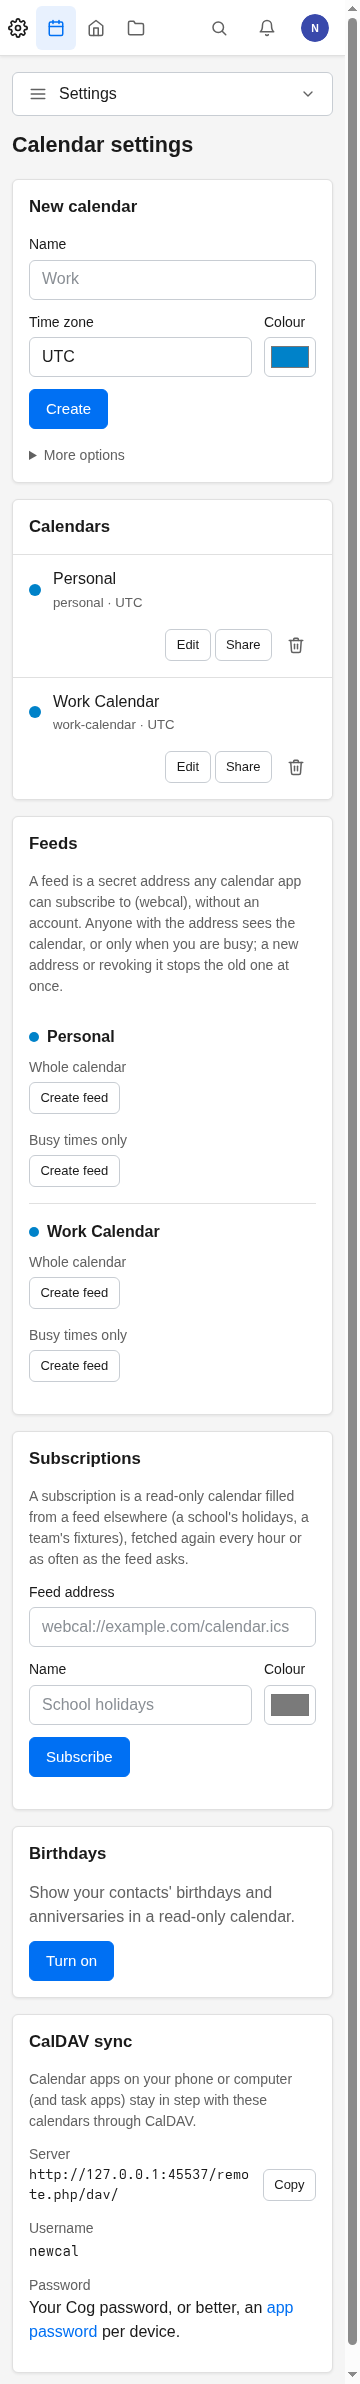 N
Settings
Calendar settings
New calendar
Name
Work
Time zone Colour
UTC
Create
More options
Calendars
Personal
personal · UTC
Edit Share
Work Calendar
work-calendar · UTC
Edit Share
Feeds
A feed is a secret address any calendar app
can subscribe to (webcal), without an
account. Anyone with the address sees the
calendar, or only when you are busy; a new
address or revoking it stops the old one at
once.
Personal
Whole calendar
Create feed
Busy times only
Create feed
Work Calendar
Whole calendar
Create feed
Busy times only
Create feed
Subscriptions
A subscription is a read-only calendar filled
from a feed elsewhere (a school's holidays, a
team's fixtures), fetched again every hour or
as often as the feed asks.
Feed address
webcal://example.com/calendar.ics
Name Colour
School holidays
Subscribe
Birthdays
Show your contacts' birthdays and
anniversaries in a read-only calendar.
Turn on
CalDAV sync
Calendar apps on your phone or computer
(and task apps) stay in step with these
calendars through CalDAV.
Server
http://127.0.0.1:45537/remo
te.php/dav/
Copy
Username
newcal
Password
Your Cog password, or better, an app
password per device.